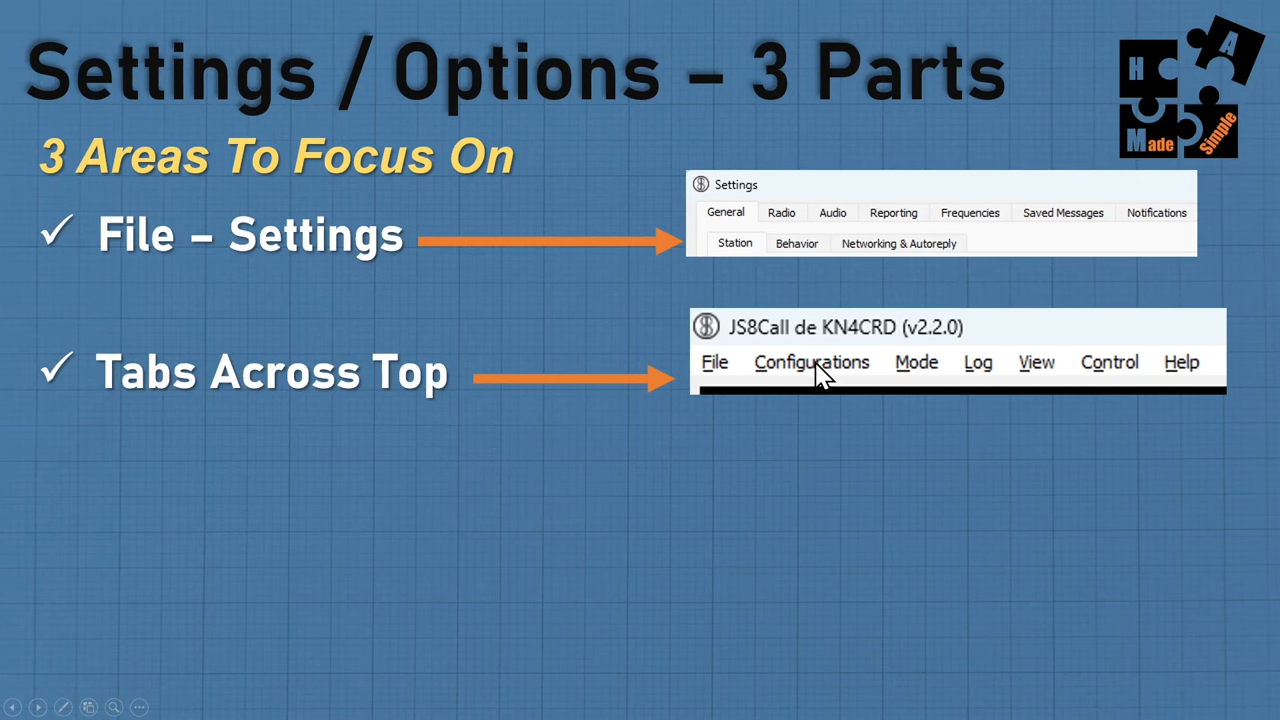 Settings / Options – 3 Parts
H A
Made Simple
3 Areas To Focus On
✓ File – Settings
Settings
General Radio Audio Reporting Frequencies Saved Messages Notifications
Station Behavior Networking & Autoreply
✓ Tabs Across Top
JS8Call de KN4CRD (v2.2.0)
File Configurations Mode Log View Control Help